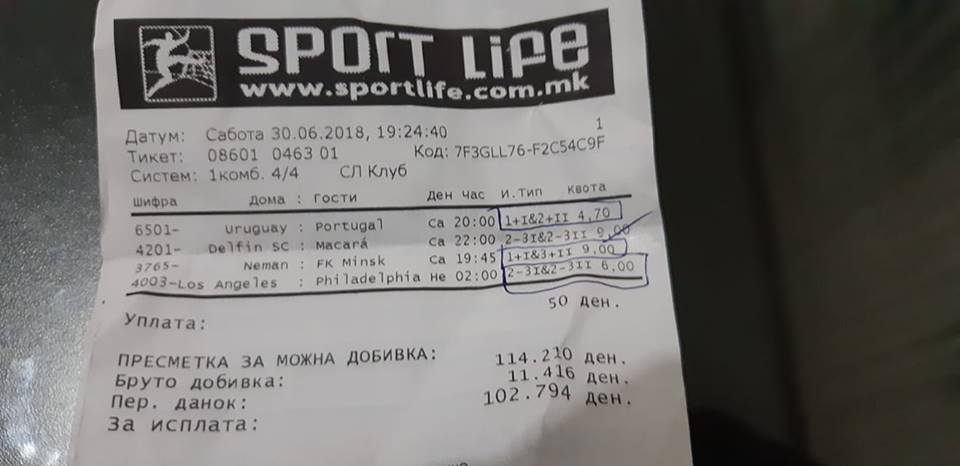 SPORT LIFE
www.sportlife.com.mk
1
Датум: Сабота 30.06.2018, 19:24:40
Тикет: 08601 0463 01 Код: 7F3GLL76-F2C54C9F
Систем: 1комб. 4/4 СЛ Клуб
Шифра Дома : Гости Ден Час И.Тип Квота
6501- Uruguay : Portugal Са 20:00 1+I&2+II 4,70
4201- Delfin SC : Macará Са 22:00 2-3I&2-3II 9,00
3765- Neman : FK Minsk Са 19:45 1+I&3+II 9,00
4003-Los Angeles : Philadelphia Не 02:00 2-3I&2-3II 6,00
Уплата: 50 ден.
ПРЕСМЕТКА ЗА МОЖНА ДОБИВКА:
Бруто добивка: 114.210 ден.
Пер. данок: 11.416 ден.
За исплата: 102.794 ден.